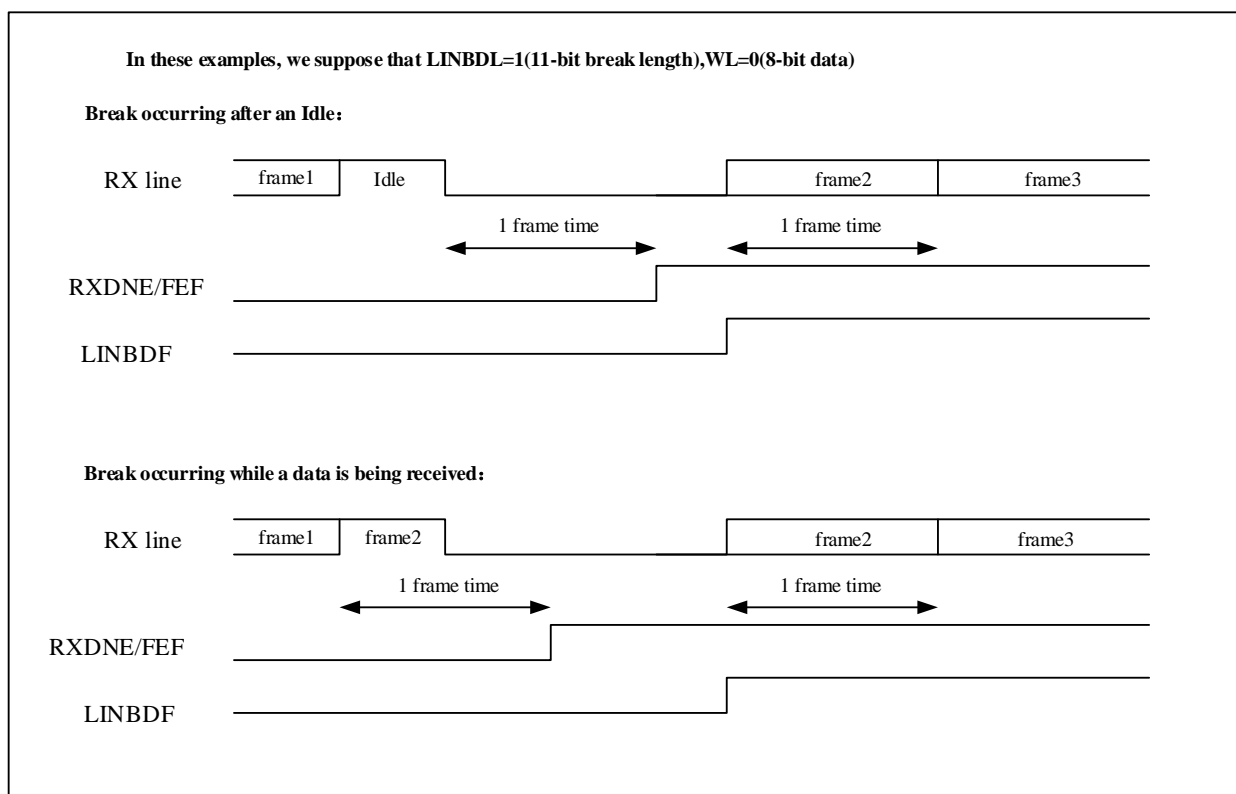 In these examples, we suppose that LINBDL=1(11-bit break length),WL=0(8-bit data)
Break occurring after an Idle：
RX line
frame1
Idle
frame2
frame3
1 frame time
1 frame time
RXDNE/FEF
LINBDF
Break occurring while a data is being received：
RX line
frame1
frame2
frame2
frame3
1 frame time
1 frame time
RXDNE/FEF
LINBDF